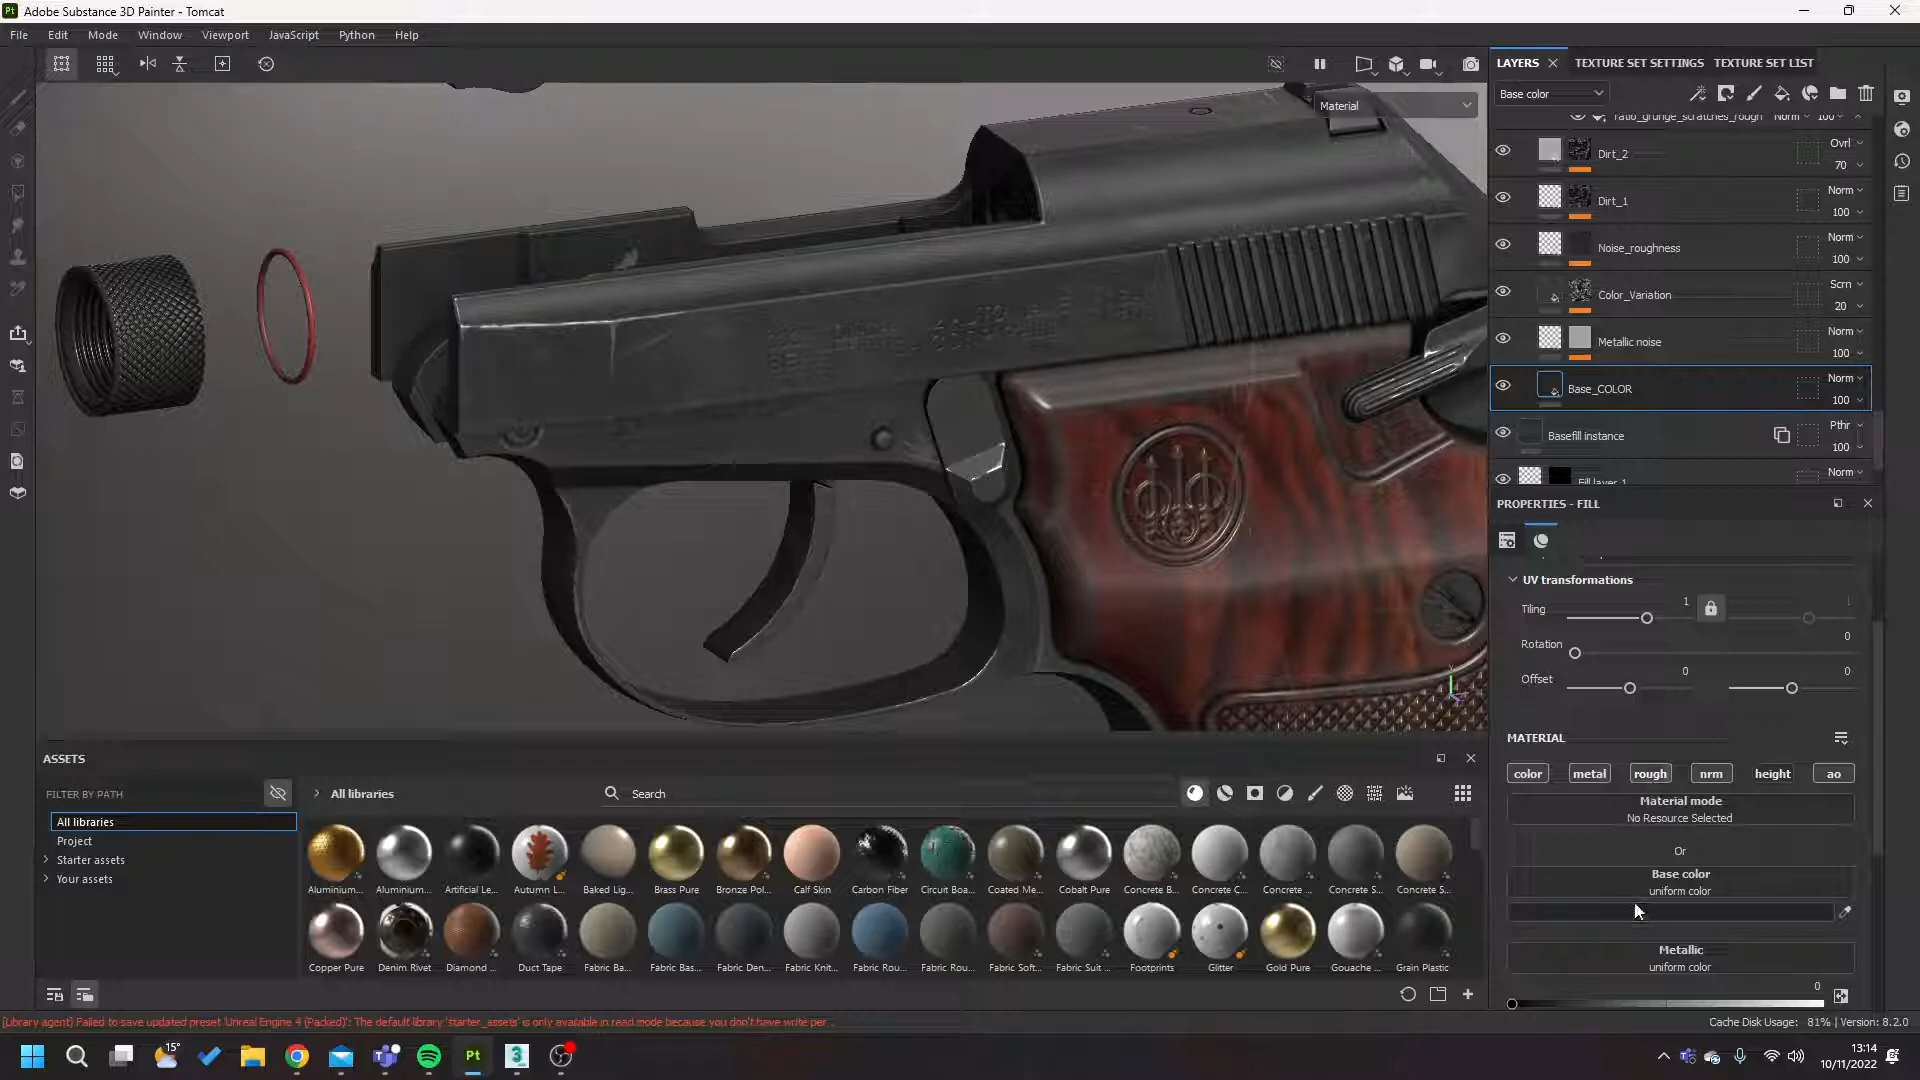 Pt Adobe Substance 3D Painter - Tomcat
File Edit Mode Window Viewport JavaScript Python Help
LAYERS TEXTURE SET SETTINGS TEXTURE SET LIST
Base color
Material
ratio_grunge_scratches_rough Norm 100
Dirt_2 Ovrl 70
Dirt_1 Norm 100
Noise_roughness Norm 100
Color_Variation Scrn 20
Metallic noise Norm 100
Base_COLOR Norm 100
Basefill instance Pthr 100
Fill layer 1 Norm
PROPERTIES - FILL
UV transformations
Tiling 1 1
Rotation 0
Offset 0 0
MATERIAL
color metal rough nrm height ao
Material mode
No Resource Selected
Or
Base color
uniform color
Metallic
uniform color
0
ASSETS
FILTER BY PATH
All libraries
Project
Starter assets
Your assets
All libraries Search
Aluminium... Aluminium... Artificial Le... Autumn L... Baked Lig... Brass Pure Bronze Pol... Calf Skin Carbon Fiber Circuit Boa... Coated Me... Cobalt Pure Concrete B... Concrete C... Concrete ... Concrete S... Concrete S...
Copper Pure Denim Rivet Diamond ... Duct Tape Fabric Ba... Fabric Bas... Fabric Den... Fabric Knit... Fabric Rou... Fabric Rou... Fabric Soft... Fabric Suit ... Footprints Glitter Gold Pure Gouache ... Grain Plastic
[Library agent] Failed to save updated preset 'Unreal Engine 4 (Packed)': The default library 'starter_assets' is only available in read mode because you don't have write per...
Cache Disk Usage: 81% | Version: 8.2.0
15°
Pt
3
13:14
10/11/2022